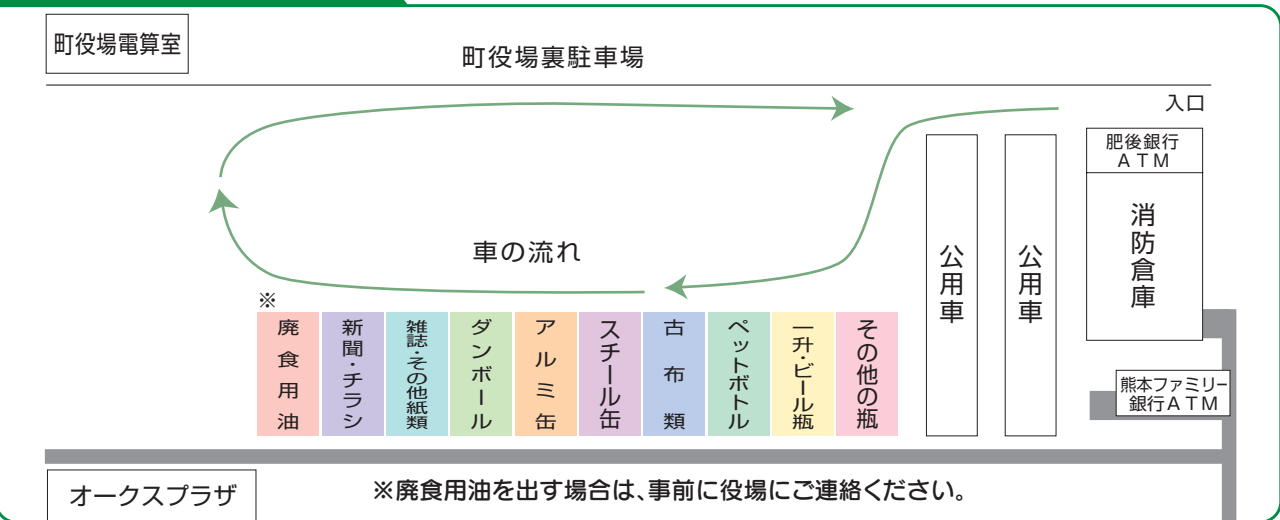 町役場電算室
町役場裏駐車場
入口
肥後銀行
ATM
消防倉庫
公用車
公用車
車の流れ
※
廃食用油
新聞・チラシ
雑誌・その他紙類
ダンボール
アルミ缶
スチール缶
古布類
ペットボトル
一升・ビール瓶
その他の瓶
熊本ファミリー
銀行ATM
オークスプラザ
※廃食用油を出す場合は、事前に役場にご連絡ください。